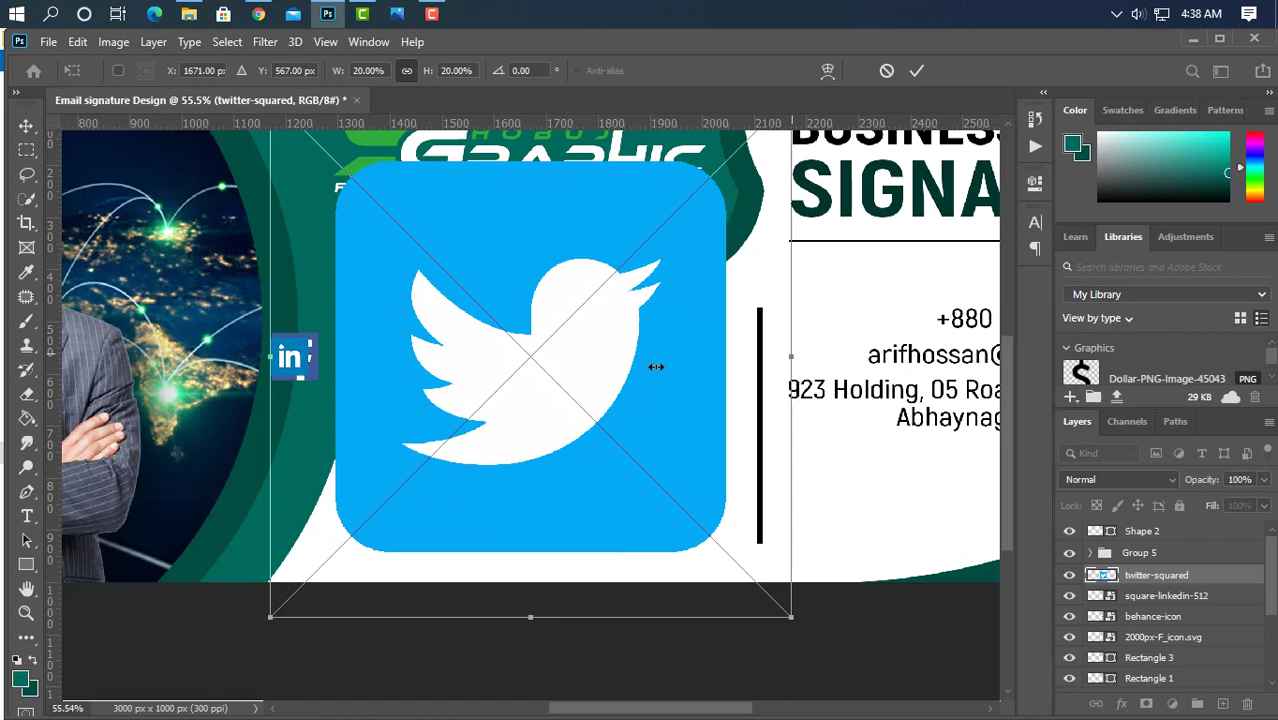 4:38 AM
File Edit Image Layer Type Select Filter 3D View Window Help
X: 1671.00 px Y: 567.00 px W: 20.00% H: 20.00% 0.00 ° Anti-alias
Email signature Design @ 55.5% (twitter-squared, RGB/8#) * ×
800 900 1000 1100 1200 1300 1400 1500 1600 1700 1800 1900 2000 2100 2200 2300 2400 2500
HOBUJ
GRAPHIC
BUSINESS
SIGNA
in
+880
arifhossan@
923 Holding, 05 Roa
Abhaynag
Color Swatches Gradients Patterns
Learn Libraries Adjustments
Search libraries and Adobe Stock
My Library
View by type
Graphics
Dollar-PNG-Image-45043 PNG
29 KB
Layers Channels Paths
Kind
Normal Opacity: 100%
Lock: Fill: 100%
Shape 2
Group 5
twitter-squared
square-linkedin-512
behance-icon
2000px-F_icon.svg
Rectangle 3
Rectangle 1
55.54% 3000 px x 1000 px (300 ppi)